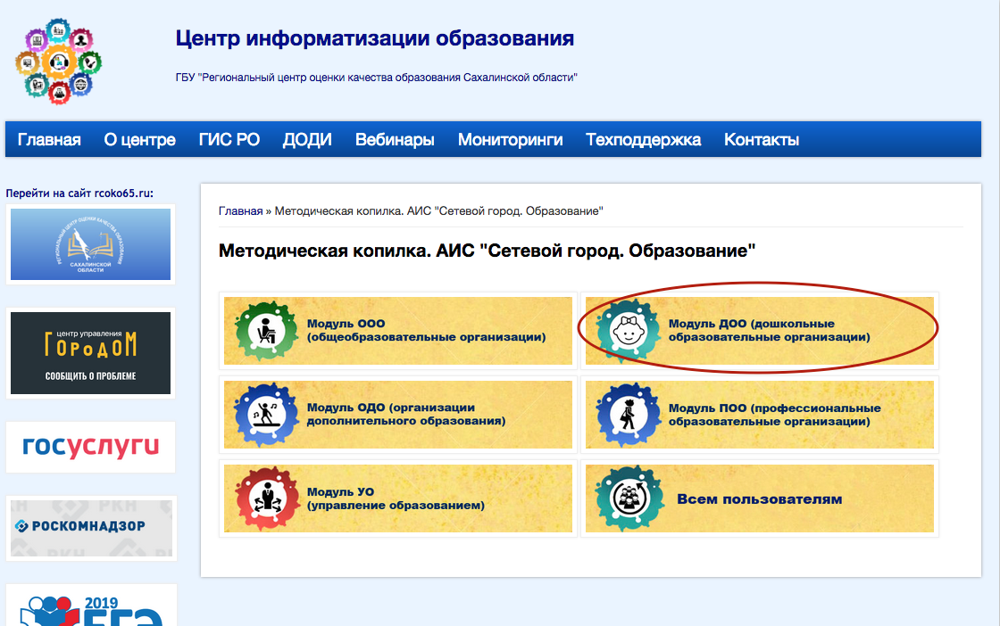 Центр информатизации образования
ГБУ "Региональный центр оценки качества образования Сахалинской области"
Главная О центре ГИС РО ДОДИ Вебинары Мониторинги Техподдержка Контакты
Перейти на сайт rcoko65.ru:
РЕГИОНАЛЬНЫЙ ЦЕНТР ОЦЕНКИ КАЧЕСТВА ОБРАЗОВАНИЯ
САХАЛИНСКОЙ
ОБЛАСТИ
центр управления
ГОРОДОМ
СООБЩИТЬ О ПРОБЛЕМЕ
госуслуги
РКН
РОСКОМНАДЗОР
РКН
2019
ЕГЭ
Главная » Методическая копилка. АИС "Сетевой город. Образование"
Методическая копилка. АИС "Сетевой город. Образование"
Модуль ООО
(общеобразовательные организации)
Модуль ДОО (дошкольные
образовательные организации)
Модуль ОДО (организации
дополнительного образования)
Модуль ПОО (профессиональные
образовательные организации)
Модуль УО
(управление образованием)
Всем пользователям